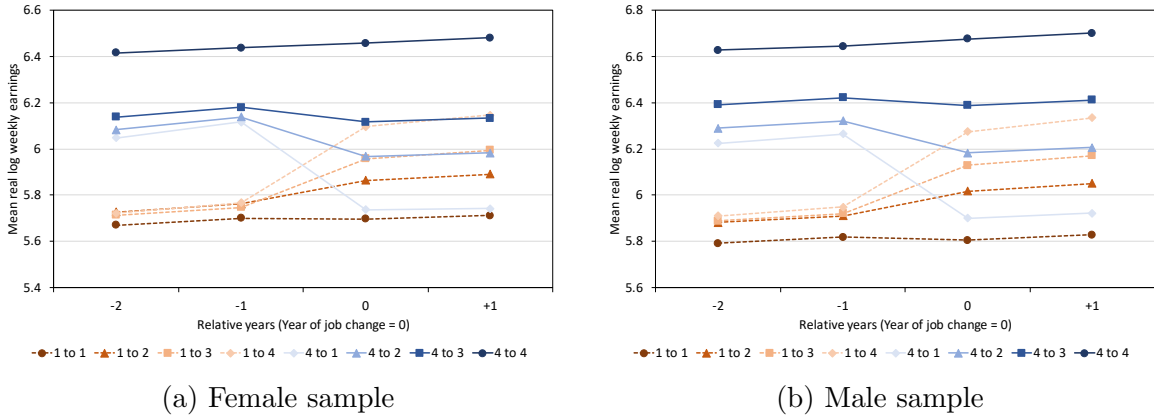 6.6
6.4
6.2
6
5.8
5.6
5.4
Mean real log weekly earnings
-2
-1
0
+1
Relative years (Year of job change = 0)
1 to 1
1 to 2
1 to 3
1 to 4
4 to 1
4 to 2
4 to 3
4 to 4
(a) Female sample
6.8
6.6
6.4
6.2
6
5.8
5.6
Mean real log weekly earnings
-2
-1
0
+1
Relative years (Year of job change = 0)
1 to 1
1 to 2
1 to 3
1 to 4
4 to 1
4 to 2
4 to 3
4 to 4
(b) Male sample